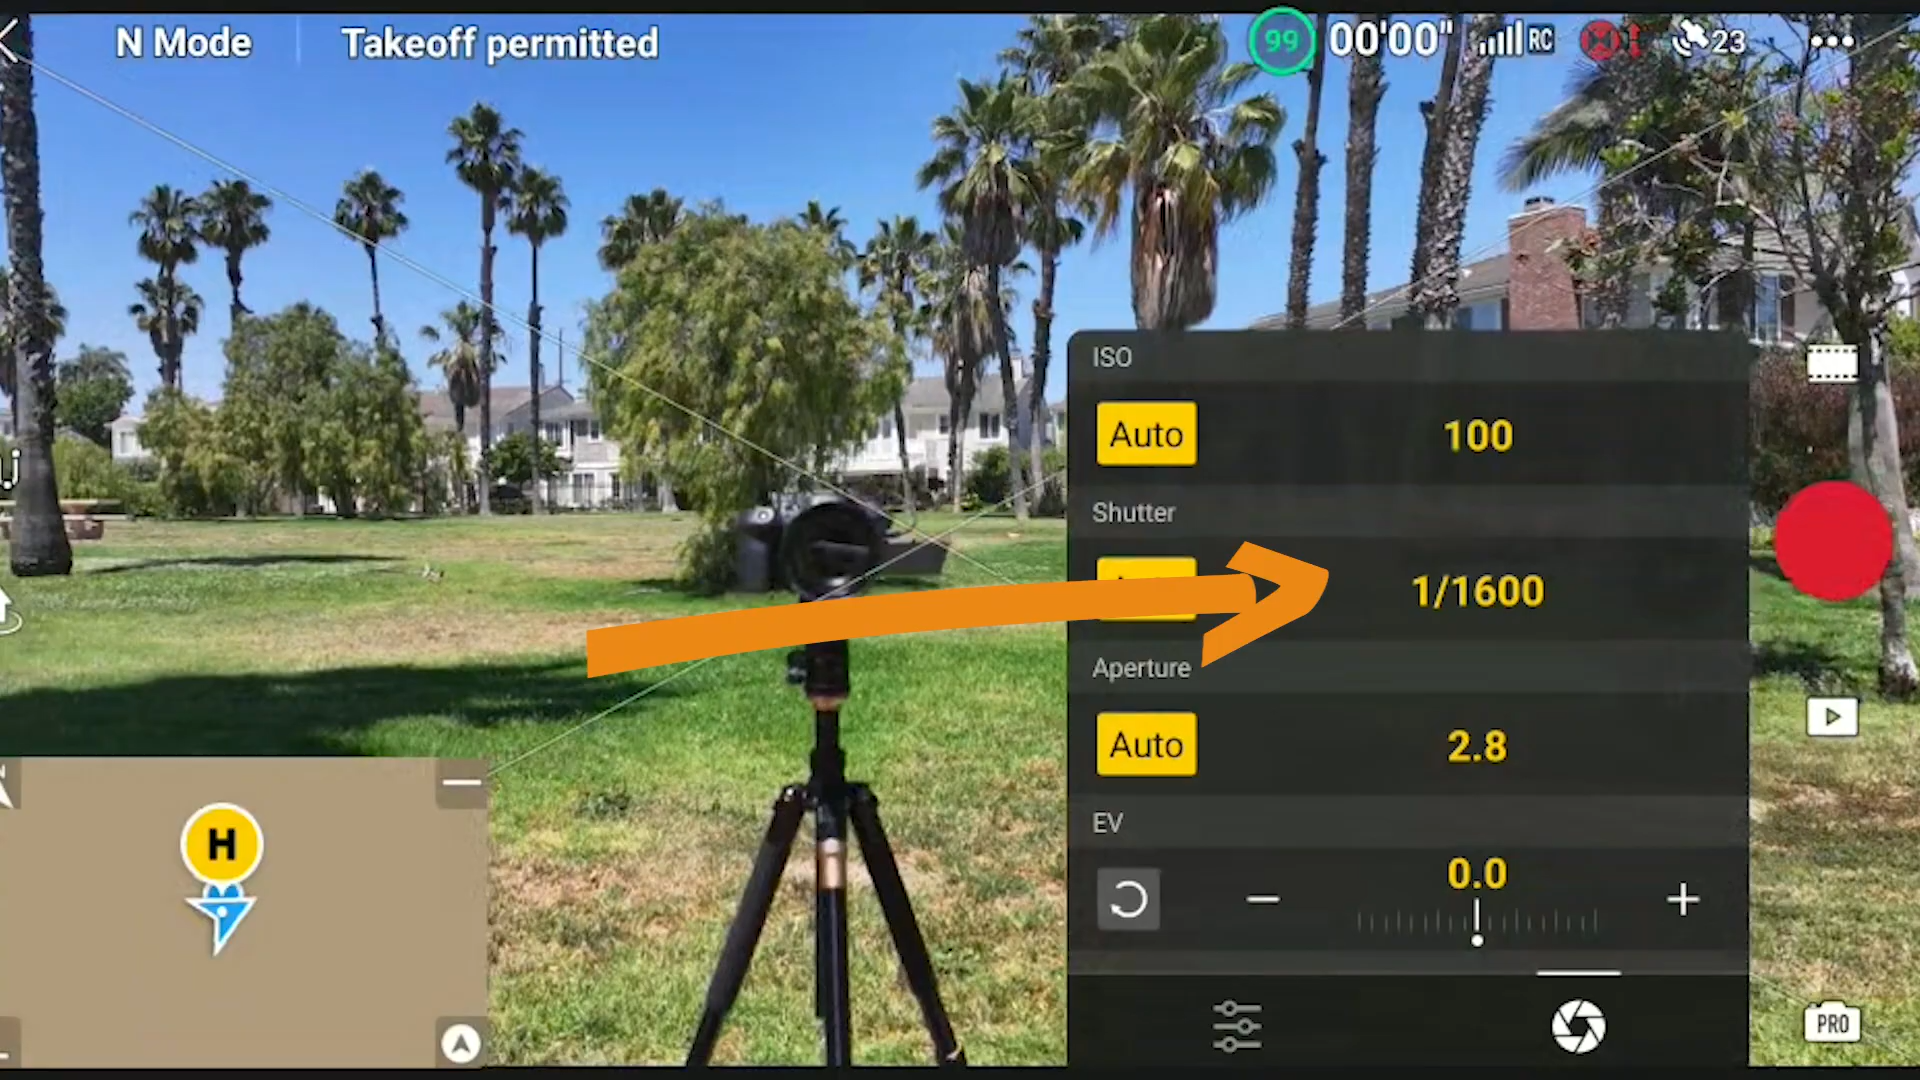 N Mode
Takeoff permitted
99
00'00"
RC
23
ISO
Auto
100
Shutter
1/1600
Aperture
Auto
2.8
EV
0.0
H
PRO